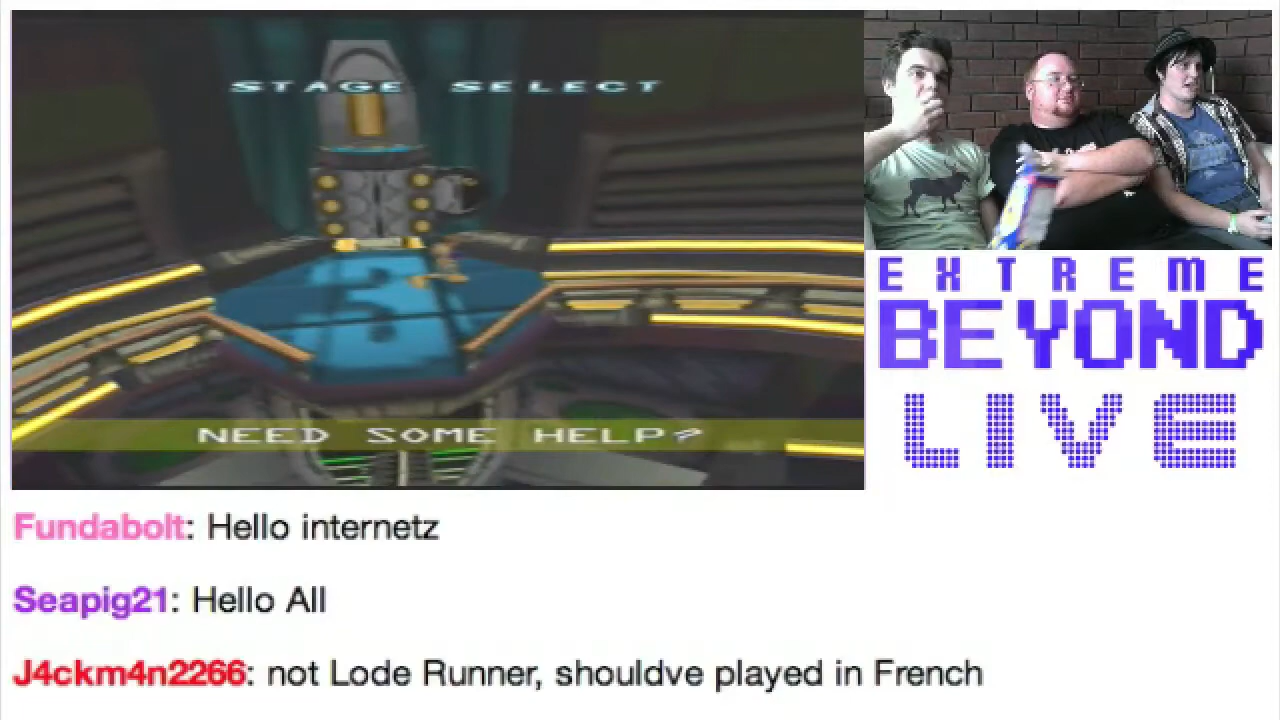 STAGE SELECT
NEED SOME HELP?
EXTREME
BEYOND
LIVE
Fundabolt: Hello internetz
Seapig21: Hello All
J4ckm4n2266: not Lode Runner, shouldve played in French